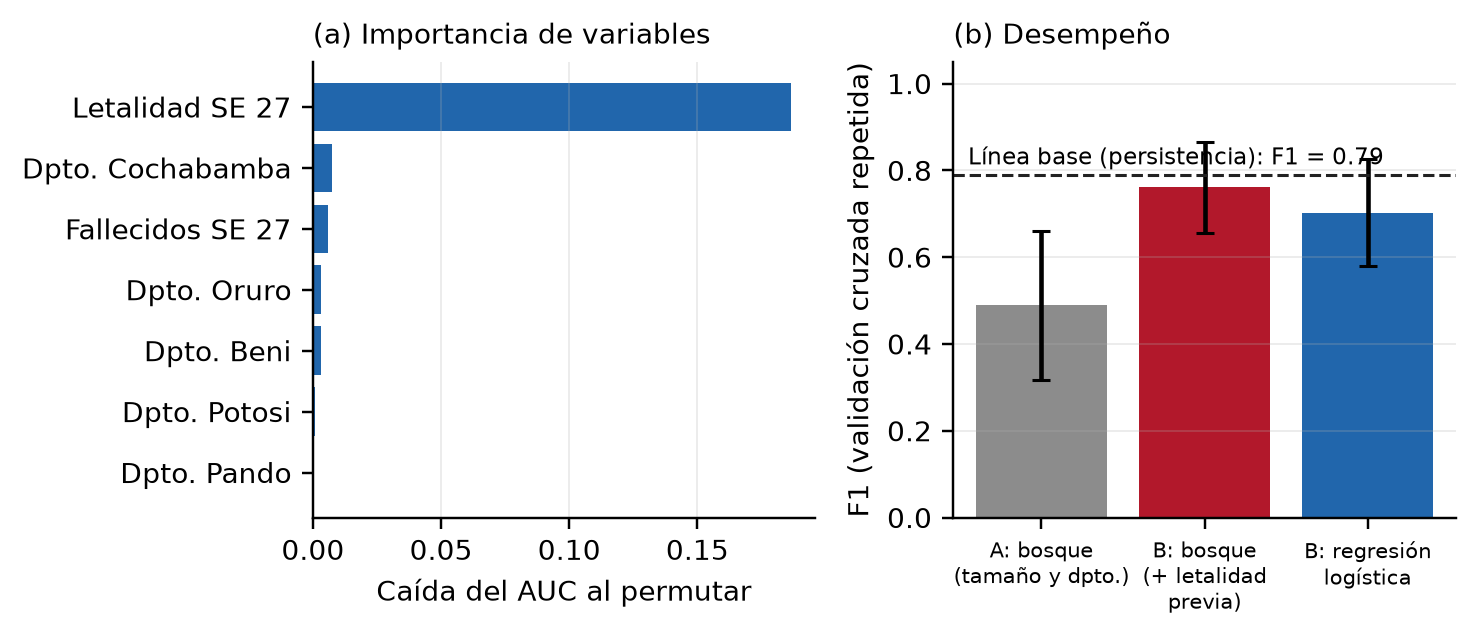 (a) Importancia de variables
Letalidad SE 27
Dpto. Cochabamba
Fallecidos SE 27
Dpto. Oruro
Dpto. Beni
Dpto. Potosi
Dpto. Pando
0.00 0.05 0.10 0.15
Caída del AUC al permutar
(b) Desempeño
F1 (validación cruzada repetida)
1.0
0.8
0.6
0.4
0.2
0.0
Línea base (persistencia): F1 = 0.79
A: bosque
(tamaño y dpto.)
B: bosque
(+ letalidad
previa)
B: regresión
logística